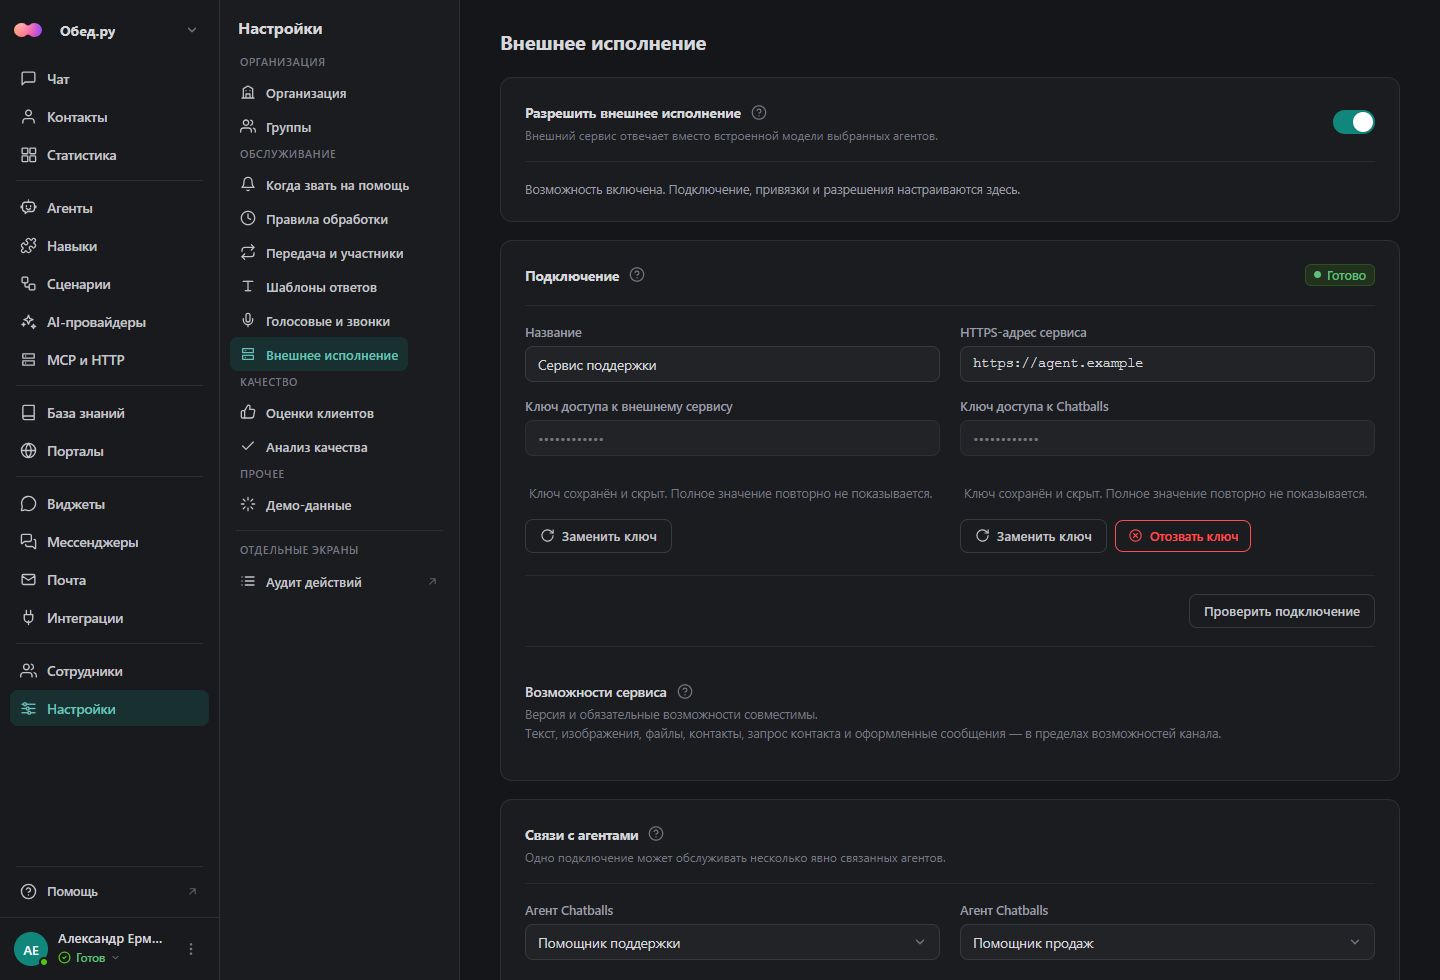 Обед.ру
Чат
Контакты
Статистика
Агенты
Навыки
Сценарии
AI-провайдеры
MCP и HTTP
База знаний
Порталы
Виджеты
Мессенджеры
Почта
Интеграции
Сотрудники
Настройки
Помощь
АЕ
Александр Ерм...
Готов
Настройки
ОРГАНИЗАЦИЯ
Организация
Группы
ОБСЛУЖИВАНИЕ
Когда звать на помощь
Правила обработки
Передача и участники
Шаблоны ответов
Голосовые и звонки
Внешнее исполнение
КАЧЕСТВО
Оценки клиентов
Анализ качества
ПРОЧЕЕ
Демо-данные
ОТДЕЛЬНЫЕ ЭКРАНЫ
Аудит действий
Внешнее исполнение
Разрешить внешнее исполнение
Внешний сервис отвечает вместо встроенной модели выбранных агентов.
Возможность включена. Подключение, привязки и разрешения настраиваются здесь.
Подключение
Готово
Название
HTTPS-адрес сервиса
Сервис поддержки
https://agent.example
Ключ доступа к внешнему сервису
Ключ доступа к Chatballs
••••••••••••
••••••••••••
Ключ сохранён и скрыт. Полное значение повторно не показывается.
Ключ сохранён и скрыт. Полное значение повторно не показывается.
Заменить ключ
Заменить ключ
Отозвать ключ
Проверить подключение
Возможности сервиса
Версия и обязательные возможности совместимы.
Текст, изображения, файлы, контакты, запрос контакта и оформленные сообщения — в пределах возможностей канала.
Связи с агентами
Одно подключение может обслуживать несколько явно связанных агентов.
Агент Chatballs
Агент Chatballs
Помощник поддержки
Помощник продаж